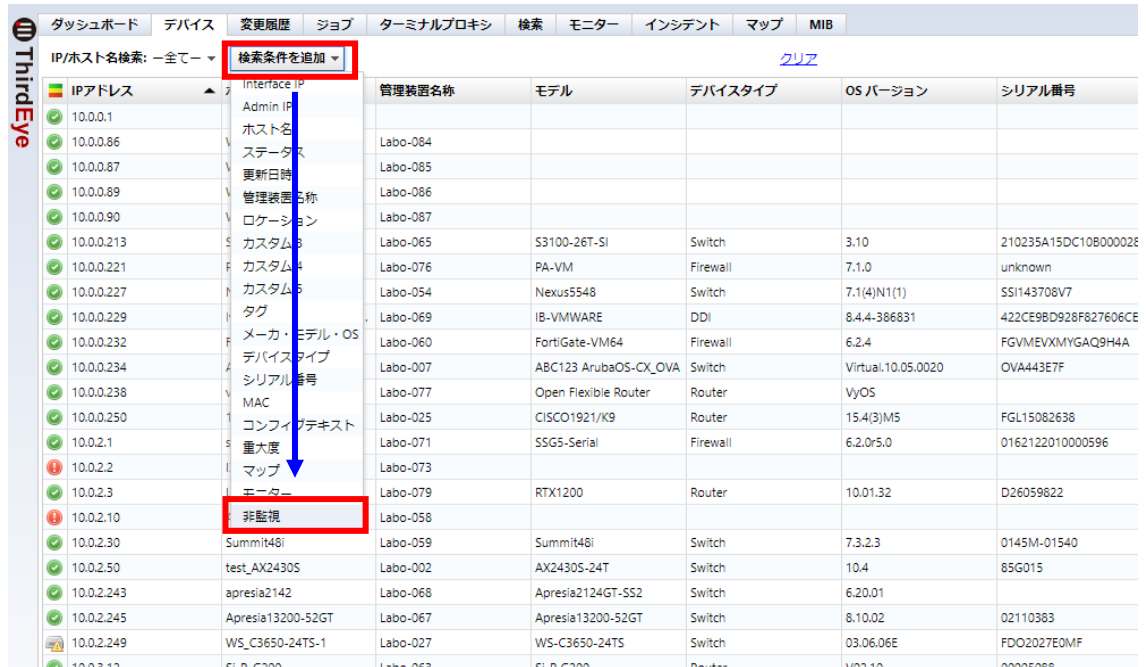 ダッシュボード デバイス 変更履歴 ジョブ ターミナルプロキシ 検索 モニター インシデント マップ MIB
ThirdEye
IP/ホスト名検索: ー全てー 検索条件を追加 クリア
IPアドレス 管理装置名称 モデル デバイスタイプ OS バージョン シリアル番号
Interface IP
Admin IP
ホスト名
ステータス
更新日時
管理装置名称
ロケーション
カスタム 3
カスタム 4
カスタム 5
タグ
メーカ・モデル・OS
デバイスタイプ
シリアル番号
MAC
コンフィグテキスト
重大度
マップ
モニター
非監視
10.0.0.1
10.0.0.86 Labo-084
10.0.0.87 Labo-085
10.0.0.89 Labo-086
10.0.0.90 Labo-087
10.0.0.213 Labo-065 S3100-26T-SI Switch 3.10 210235A15DC10B000028
10.0.0.221 Labo-076 PA-VM Firewall 7.1.0 unknown
10.0.0.227 Labo-054 Nexus5548 Switch 7.1(4)N1(1) SSI143708V7
10.0.0.229 Labo-069 IB-VMWARE DDI 8.4.4-386831 422CE9BD928F827606CE
10.0.0.232 Labo-060 FortiGate-VM64 Firewall 6.2.4 FGVMEVXMYGAQ9H4A
10.0.0.234 Labo-007 ABC123 ArubaOS-CX_OVA Switch Virtual.10.05.0020 OVA443E7F
10.0.0.238 Labo-077 Open Flexible Router Router VyOS
10.0.0.250 Labo-025 CISCO1921/K9 Router 15.4(3)M5 FGL15082638
10.0.2.1 Labo-071 SSG5-Serial Firewall 6.2.0r5.0 0162122010000596
10.0.2.2 Labo-073
10.0.2.3 Labo-079 RTX1200 Router 10.01.32 D26059822
10.0.2.10 Labo-058
10.0.2.30 Summit48i Labo-059 Summit48i Switch 7.3.2.3 0145M-01540
10.0.2.50 test_AX2430S Labo-002 AX2430S-24T Switch 10.4 85G015
10.0.2.243 apresia2142 Labo-068 Apresia2124GT-SS2 Switch 6.20.01
10.0.2.245 Apresia13200-52GT Labo-067 Apresia13200-52GT Switch 8.10.02 02110383
10.0.2.249 WS_C3650-24TS-1 Labo-027 WS-C3650-24TS Switch 03.06.06E FDO2027E0MF